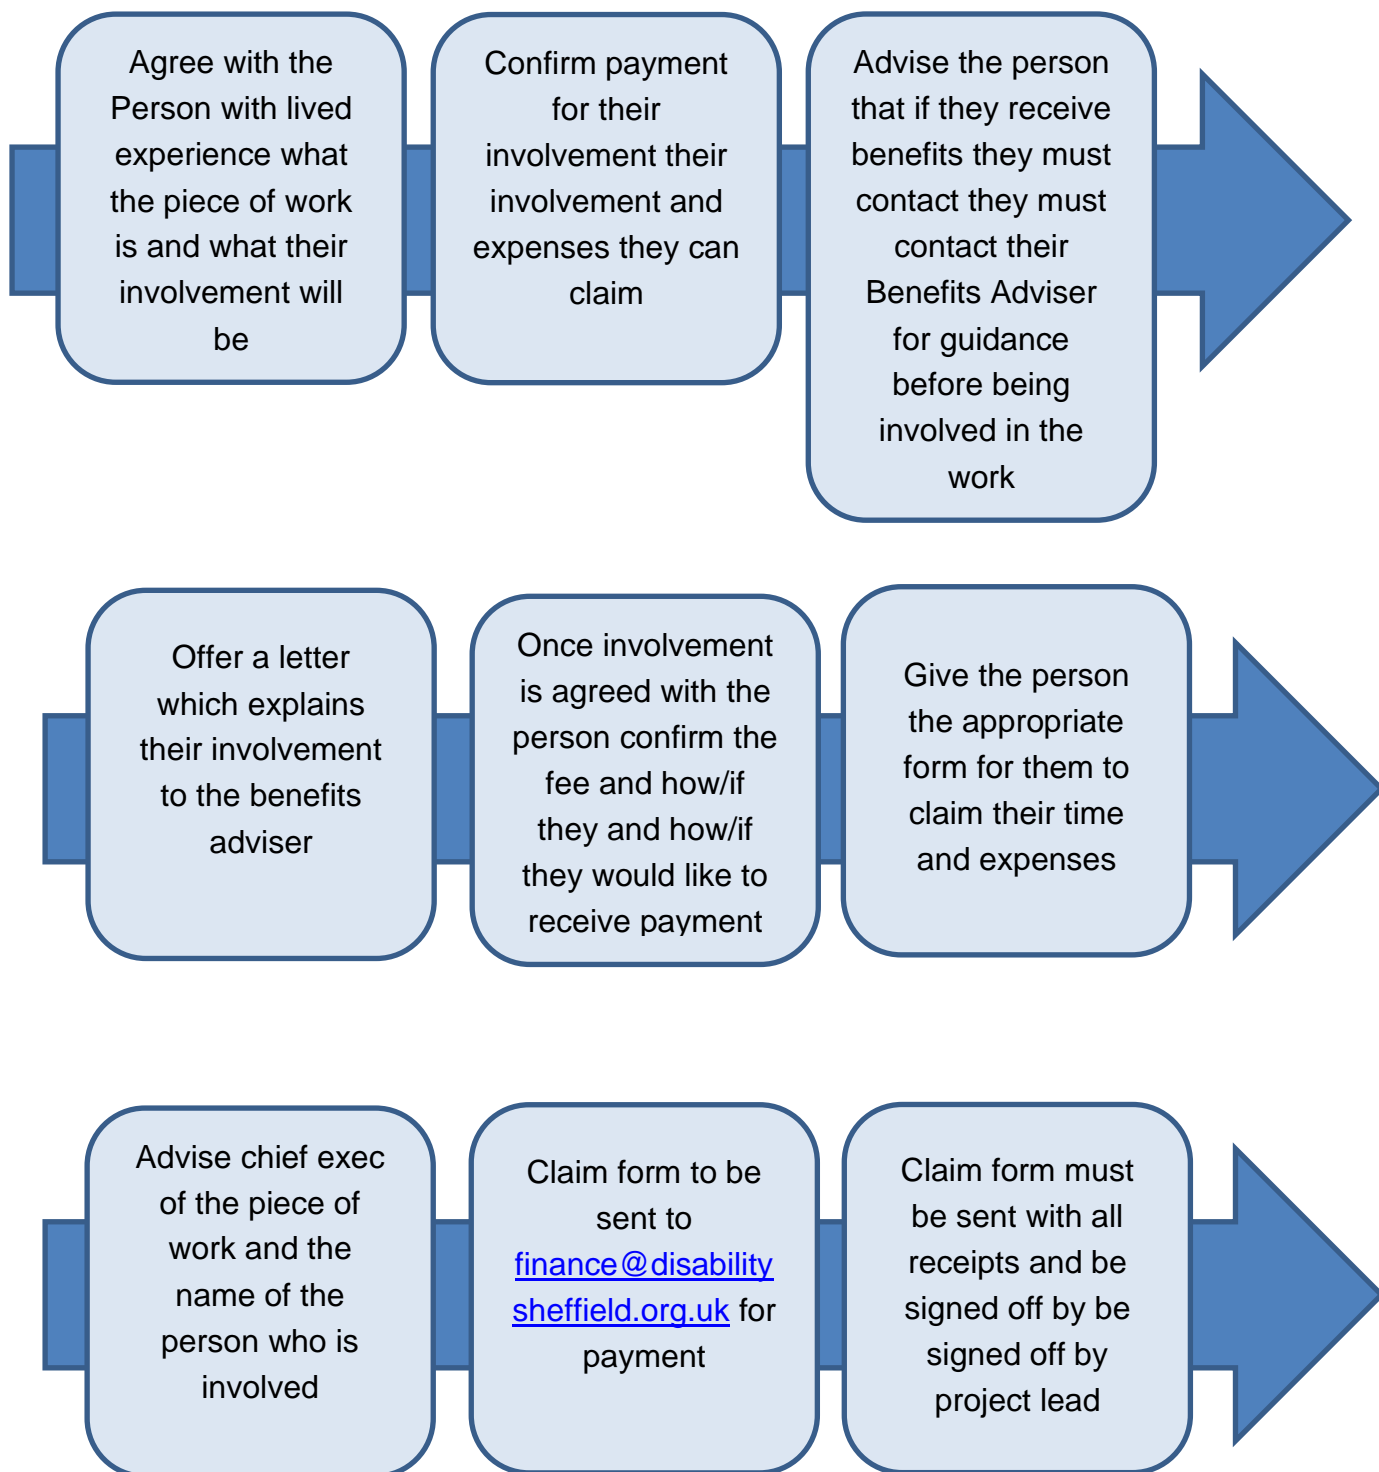 Agree with the
Person with lived
experience what
the piece of work
is and what their
involvement will
be
Confirm payment
for their
involvement their
involvement and
expenses they can
claim
Advise the person
that if they receive
benefits they must
contact they must
contact their
Benefits Adviser
for guidance
before being
involved in the
work
Offer a letter
which explains
their involvement
to the benefits
adviser
Once involvement
is agreed with the
person confirm the
fee and how/if
they and how/if
they would like to
receive payment
Give the person
the appropriate
form for them to
claim their time
and expenses
Advise chief exec
of the piece of
work and the
name of the
person who is
involved
Claim form to be
sent to
finance@disability
sheffield.org.uk for
payment
Claim form must
be sent with all
receipts and be
signed off by be
signed off by
project lead